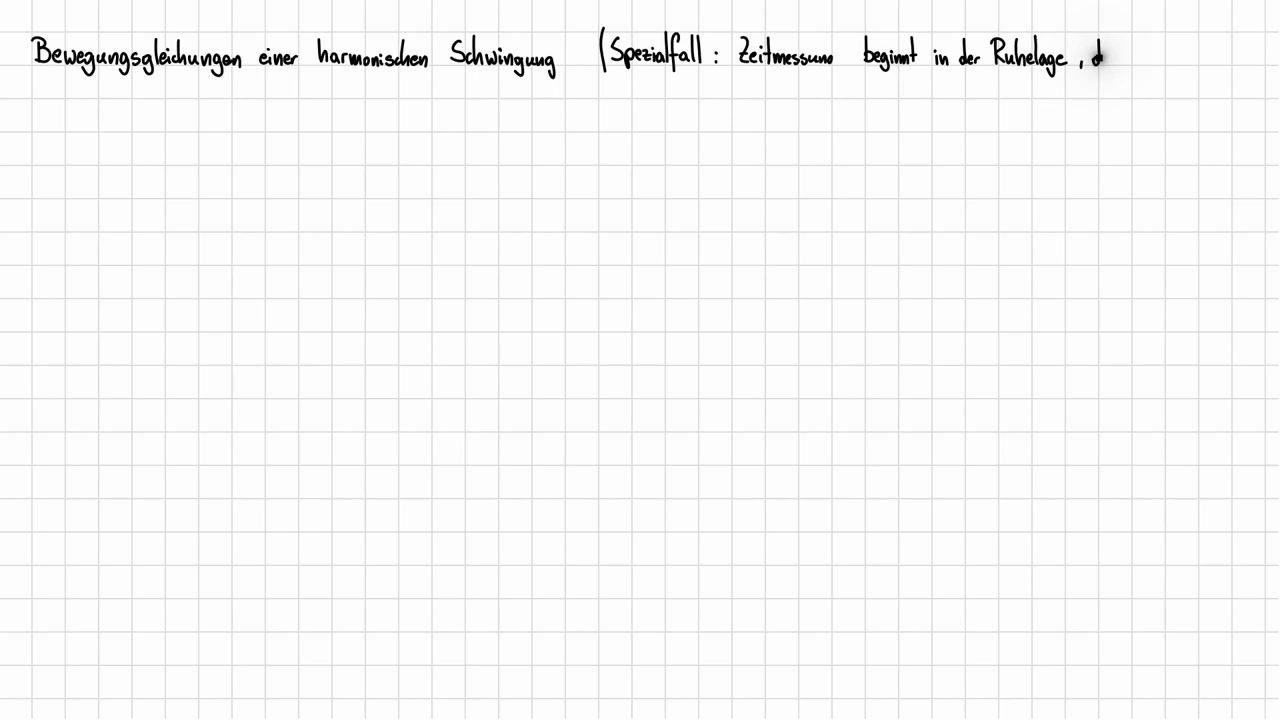 Bewegungsgleichungen einer harmonischen Schwingung (Spezialfall : Zeitmessung beginnt in der Ruhelage , d